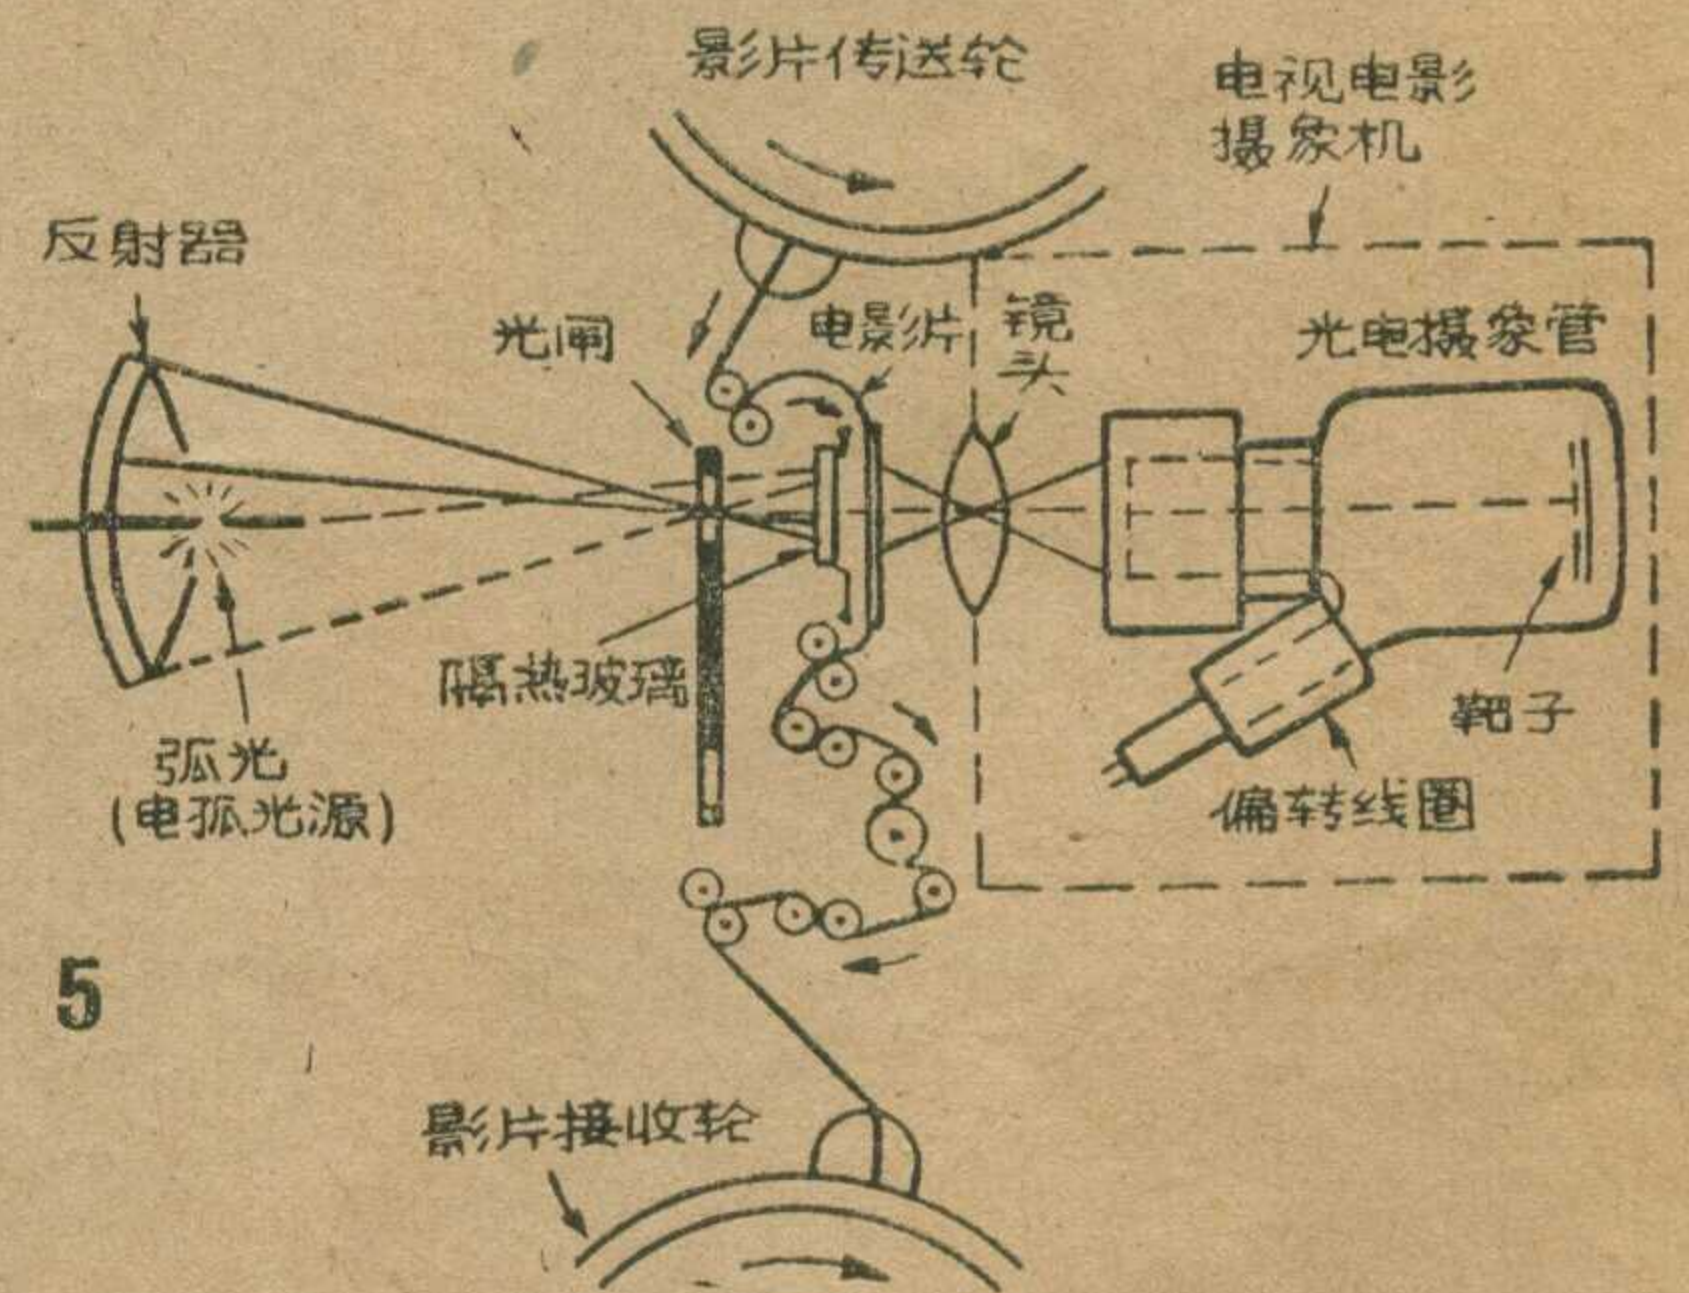 影片传送轮
电视电影
摄象机
反射器
光闸
电影片
镜
头
光电摄象管
隔热玻璃
靶子
弧光
(电弧光源)
偏转线圈
5
影片接收轮